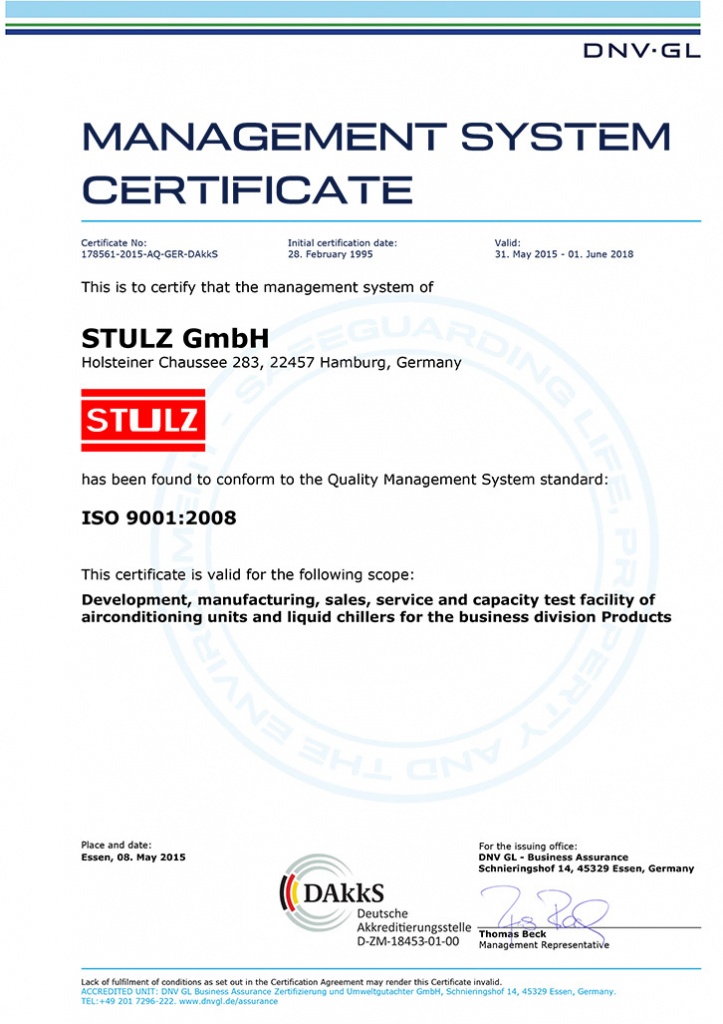 DNV·GL
MANAGEMENT SYSTEM
CERTIFICATE
Certificate No:
178561-2015-AQ-GER-DAkkS
Initial certification date:
28. February 1995
Valid:
31. May 2015 - 01. June 2018
This is to certify that the management system of
STULZ GmbH
Holsteiner Chaussee 283, 22457 Hamburg, Germany
STULZ
has been found to conform to the Quality Management System standard:
ISO 9001:2008
This certificate is valid for the following scope:
Development, manufacturing, sales, service and capacity test facility of
airconditioning units and liquid chillers for the business division Products
SAFEGUARDING LIFE, PROPERTY AND THE ENVIRONMENT -
Place and date:
Essen, 08. May 2015
DAkkS
Deutsche
Akkreditierungsstelle
D-ZM-18453-01-00
For the issuing office:
DNV GL - Business Assurance
Schnieringshof 14, 45329 Essen, Germany
Thomas Beck
Management Representative
Lack of fulfilment of conditions as set out in the Certification Agreement may render this Certificate invalid.
ACCREDITED UNIT: DNV GL Business Assurance Zertifizierung und Umweltgutachter GmbH, Schnieringshof 14, 45329 Essen, Germany.
TEL:+49 201 7296-222. www.dnvgl.de/assurance